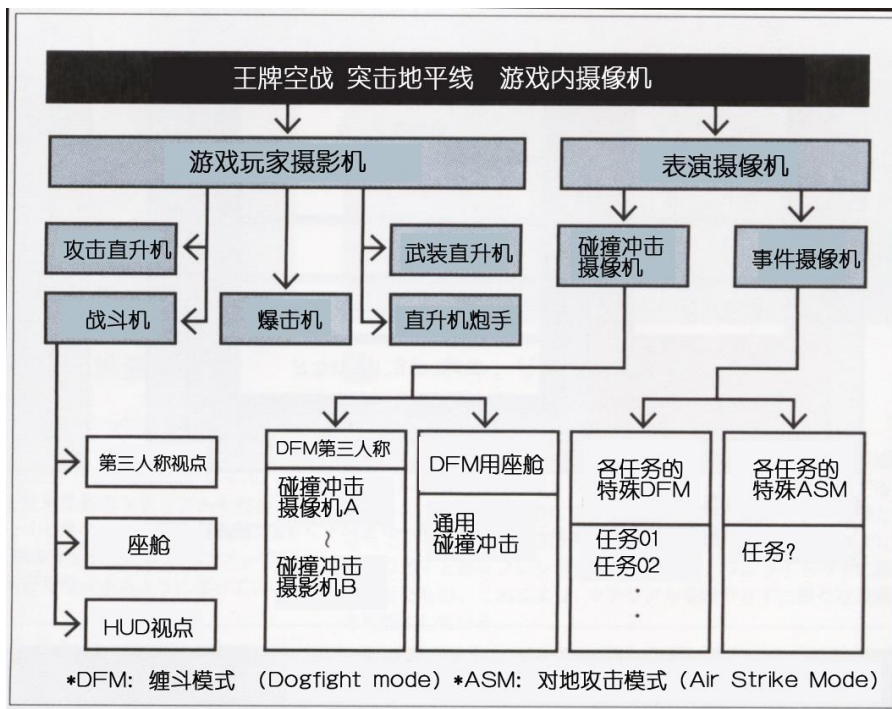 王牌空战 突击地平线 游戏内摄像机
游戏玩家摄影机
表演摄像机
攻击直升机
武装直升机
碰撞冲击
摄像机
事件摄像机
战斗机
爆击机
直升机炮手
第三人称视点
座舱
HUD视点
DFM第三人称
碰撞冲击
摄像机A
~
碰撞冲击
摄影机B
DFM用座舱
通用
碰撞冲击
各任务的
特殊DFM
任务01
任务02
·
·
各任务的
特殊ASM
任务?
*DFM: 缠斗模式 (Dogfight mode) *ASM: 对地攻击模式 (Air Strike Mode)